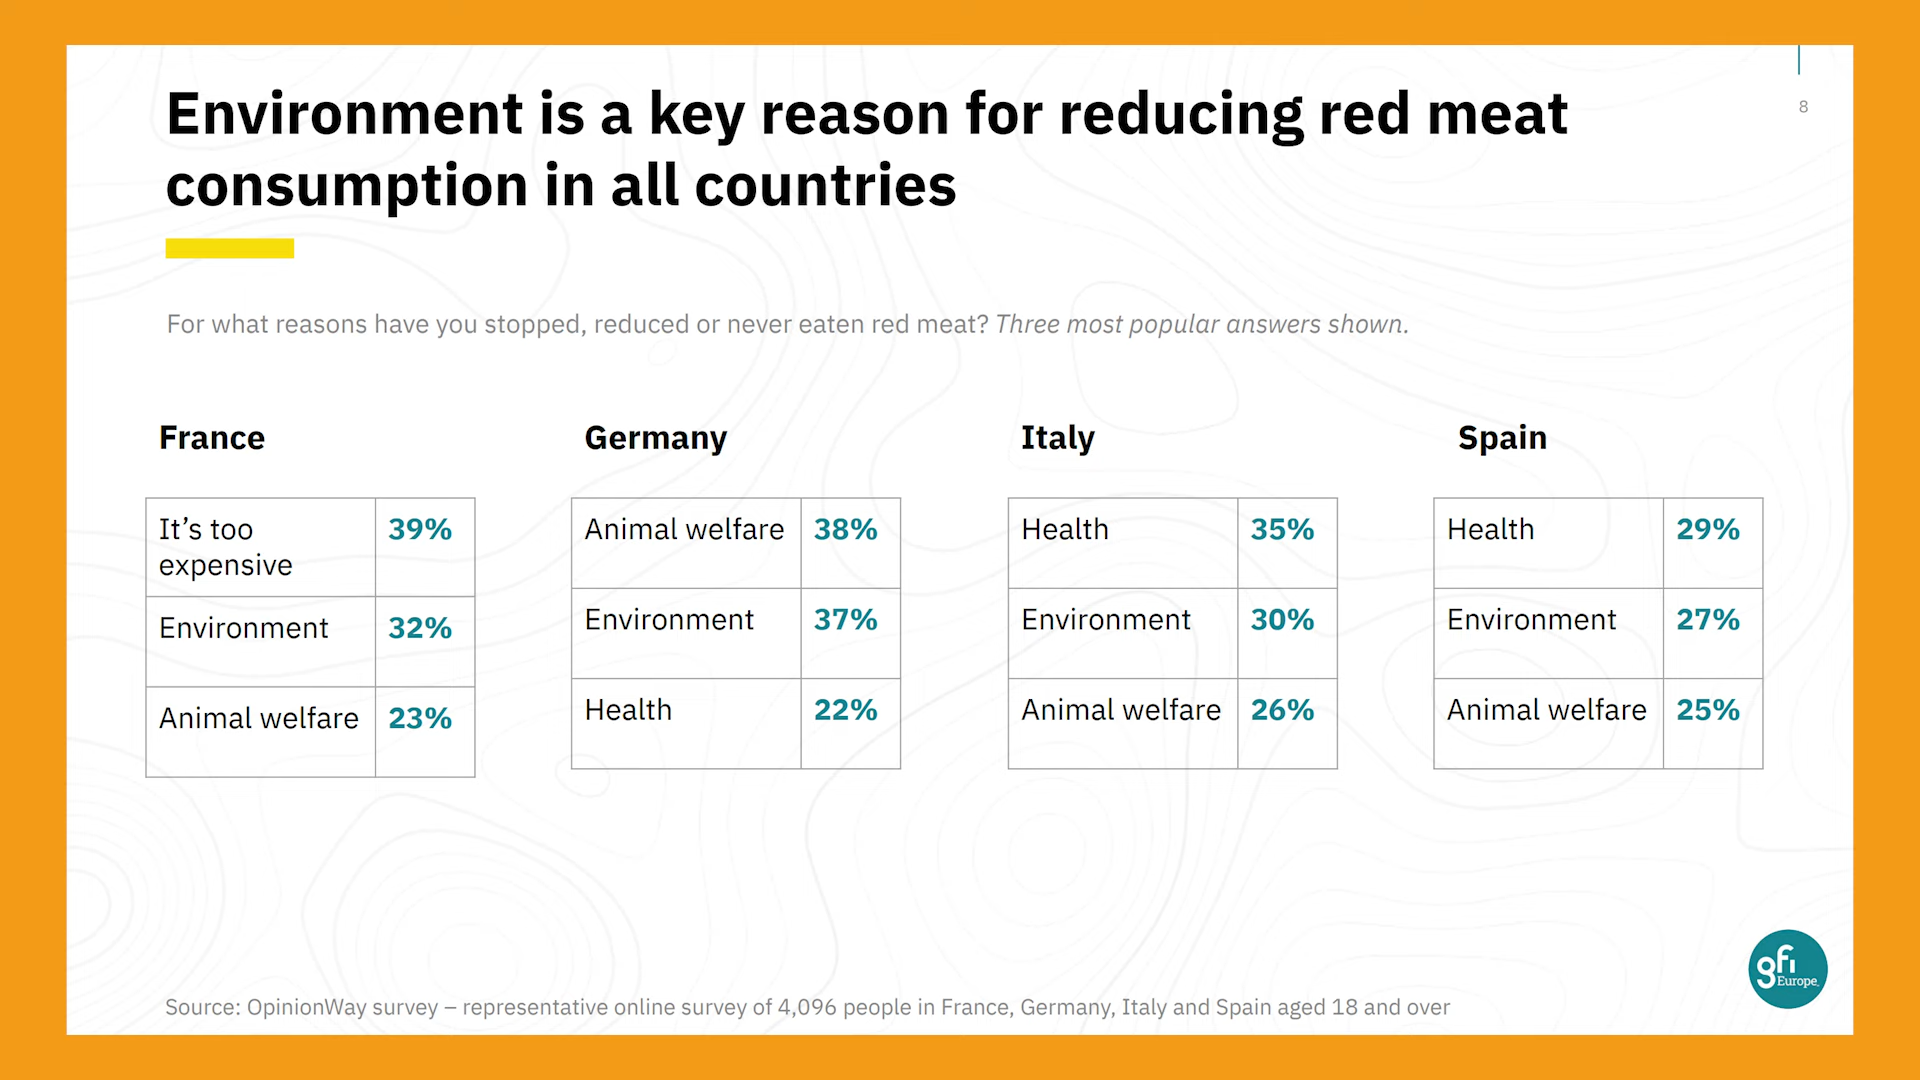 Environment is a key reason for reducing red meat
consumption in all countries
8
For what reasons have you stopped, reduced or never eaten red meat? Three most popular answers shown.
France
It’s too
expensive
39%
Environment 32%
Animal welfare 23%
Germany
Animal welfare 38%
Environment 37%
Health 22%
Italy
Health 35%
Environment 30%
Animal welfare 26%
Spain
Health 29%
Environment 27%
Animal welfare 25%
gfi
Europe
Source: OpinionWay survey – representative online survey of 4,096 people in France, Germany, Italy and Spain aged 18 and over